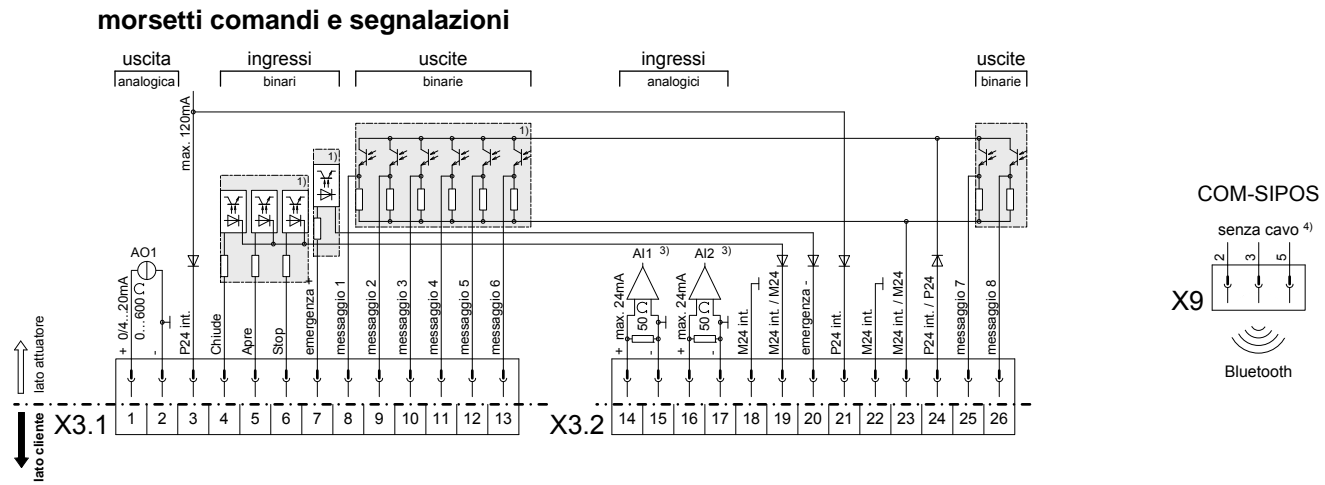 morsetti comandi e segnalazioni
uscita
analogica
ingressi
binari
uscite
binarie
ingressi
analogici
uscite
binarie
max. 120mA
1)
1)
1)
AO1
+ 0/4...20mA
0...600 Ω
-
P24 int.
Chiude
Apre
Stop
emergenza +
messaggio 1
messaggio 2
messaggio 3
messaggio 4
messaggio 5
messaggio 6
AI1 3)
+ max. 24mA
50 Ω
-
AI2 3)
+ max. 24mA
50 Ω
-
M24 int.
M24 int. / M24
emergenza -
P24 int.
M24 int.
M24 int. / M24
P24 int. / P24
messaggio 7
messaggio 8
lato attuatore
lato cliente
X3.1
1 2 3 4 5 6 7 8 9 10 11 12 13
X3.2
14 15 16 17 18 19 20 21 22 23 24 25 26
COM-SIPOS
senza cavo 4)
2 3 5
X9
Bluetooth